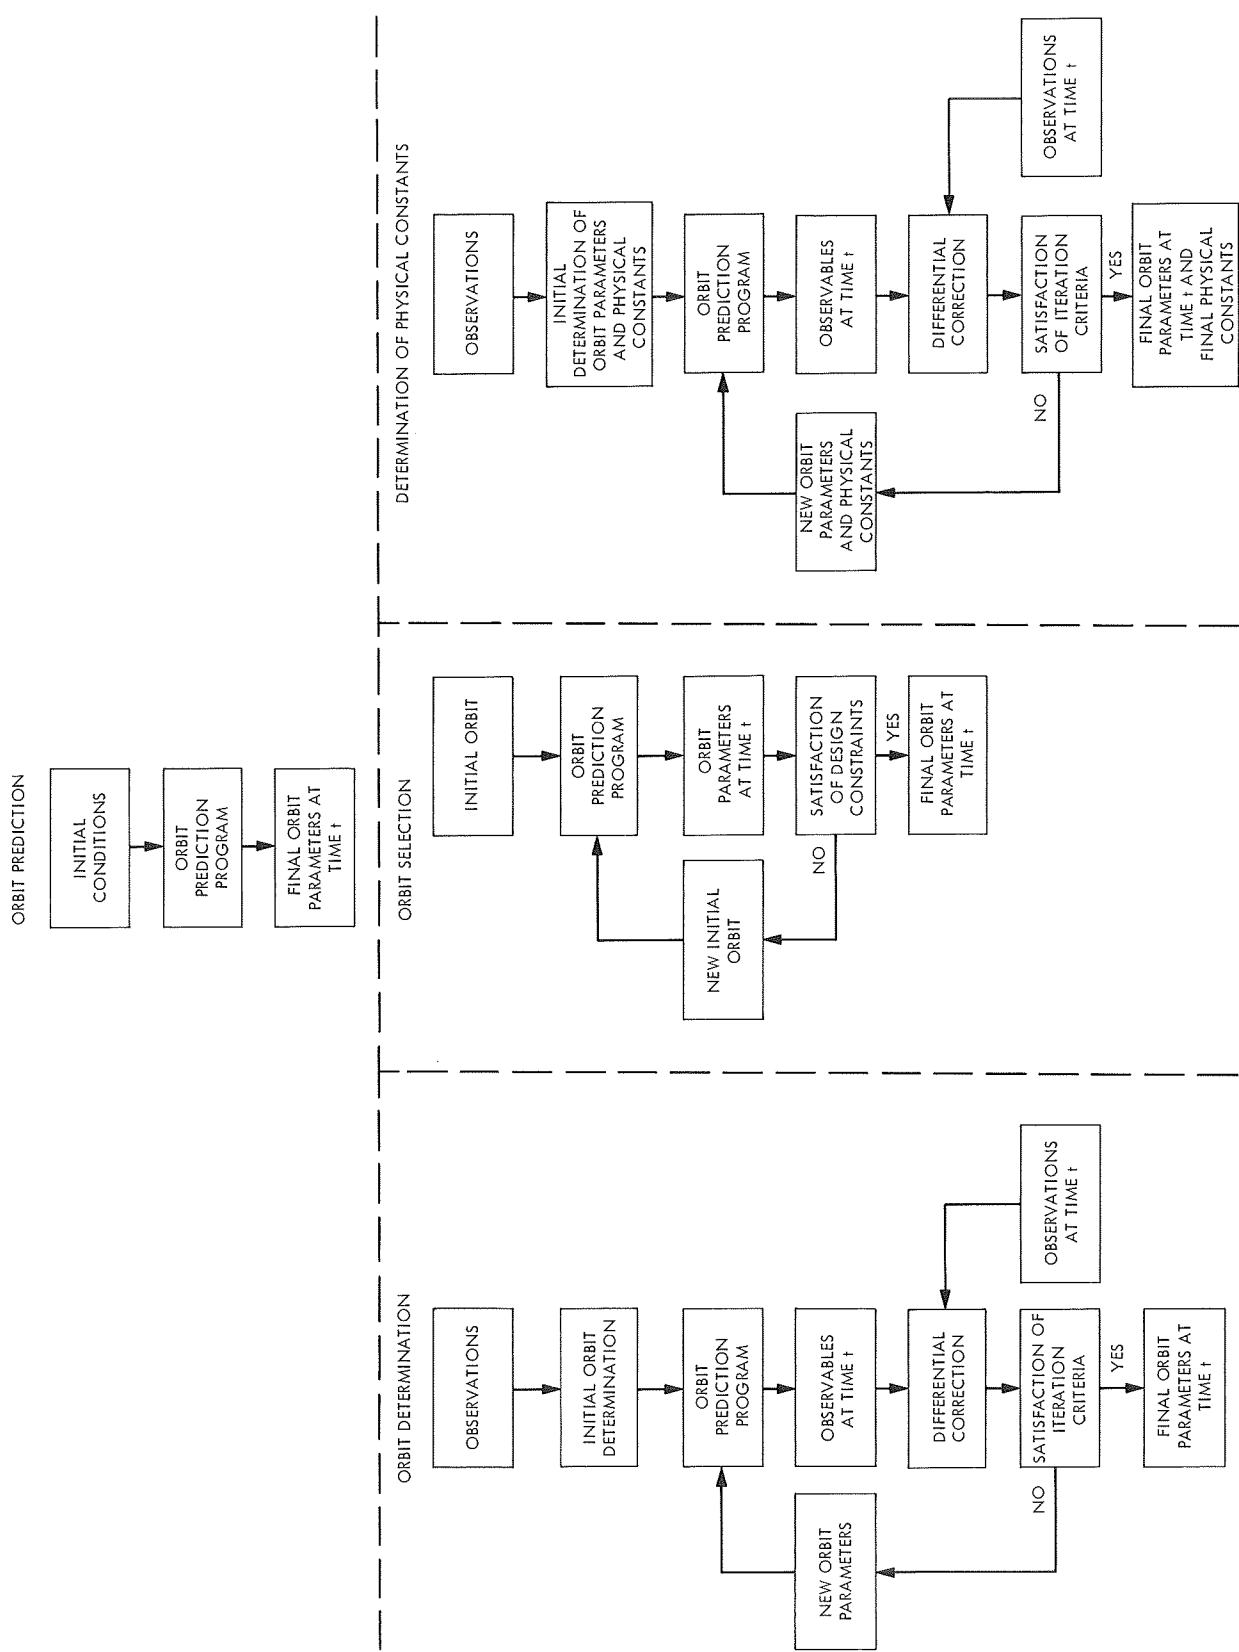 ORBIT PREDICTION
INITIAL
CONDITIONS
ORBIT
PREDICTION
PROGRAM
FINAL ORBIT
PARAMETERS AT
TIME t
ORBIT DETERMINATION
OBSERVATIONS
INITIAL ORBIT
DETERMINATION
ORBIT
PREDICTION
PROGRAM
NEW ORBIT
PARAMETERS
OBSERVABLES
AT TIME t
DIFFERENTIAL
CORRECTION
OBSERVATIONS
AT TIME t
SATISFACTION OF
ITERATION
CRITERIA
NO
YES
FINAL ORBIT
PARAMETERS AT
TIME t
ORBIT SELECTION
INITIAL ORBIT
ORBIT
PREDICTION
PROGRAM
NEW INITIAL
ORBIT
ORBIT
PARAMETERS
AT TIME t
SATISFACTION
OF DESIGN
CONSTRAINTS
NO
YES
FINAL ORBIT
PARAMETERS AT
TIME t
DETERMINATION OF PHYSICAL CONSTANTS
OBSERVATIONS
INITIAL
DETERMINATION OF
ORBIT PARAMETERS
AND PHYSICAL
CONSTANTS
ORBIT
PREDICTION
PROGRAM
NEW ORBIT
PARAMETERS
AND PHYSICAL
CONSTANTS
OBSERVABLES
AT TIME t
DIFFERENTIAL
CORRECTION
OBSERVATIONS
AT TIME t
SATISFACTION
OF ITERATION
CRITERIA
NO
YES
FINAL ORBIT
PARAMETERS AT
TIME t AND
FINAL PHYSICAL
CONSTANTS